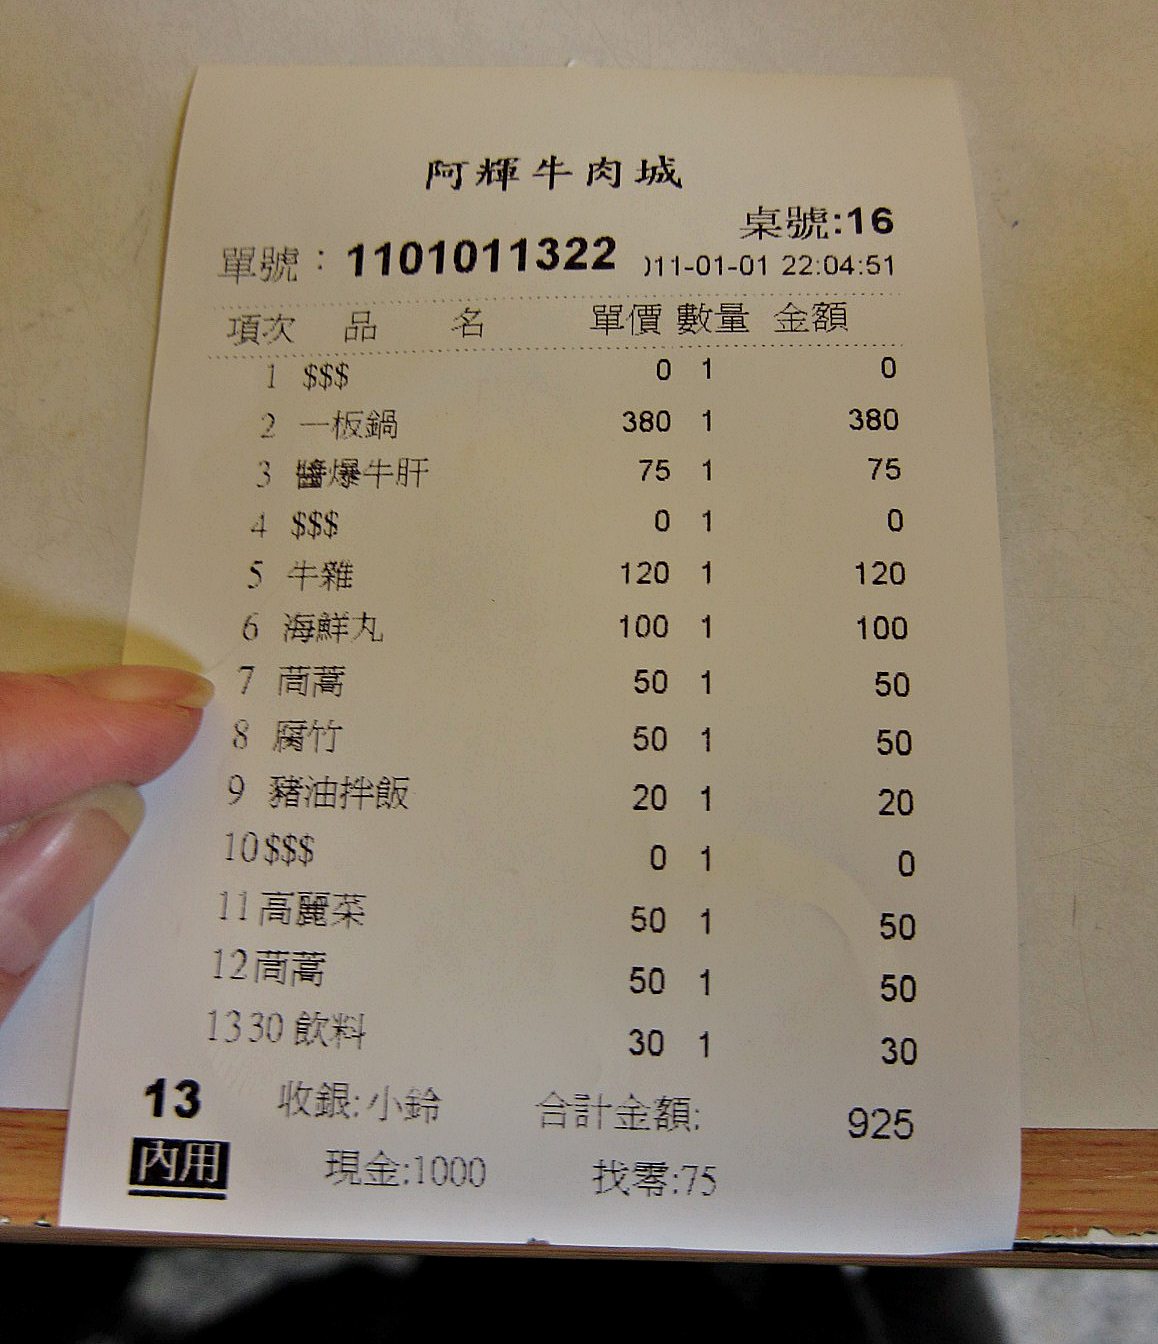 阿輝牛肉城
桌號:16
單號：1101011322 011-01-01 22:04:51
項次 品 名 單價 數量 金額
1 $$$ 0 1 0
2 一板鍋 380 1 380
3 醬爆牛肝 75 1 75
4 $$$ 0 1 0
5 牛雜 120 1 120
6 海鮮丸 100 1 100
7 茼蒿 50 1 50
8 腐竹 50 1 50
9 豬油拌飯 20 1 20
10 $$$ 0 1 0
11 高麗菜 50 1 50
12 茼蒿 50 1 50
13 30 飲料 30 1 30
13 收銀:小鈴 合計金額: 925
內用 現金:1000 找零:75